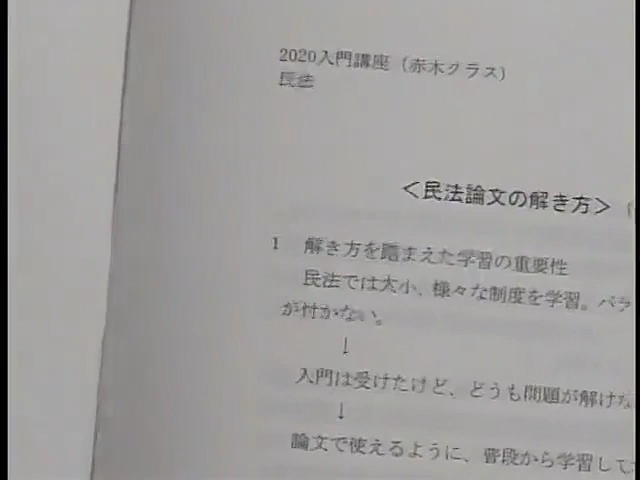 2020入門講座（赤木クラス）
民法
＜民法論文の解き方＞
1 解き方を踏まえた学習の重要性
民法では大小、様々な制度を学習。バラ
が付かない。
↓
入門は受けたけど、どうも問題が解けな
↓
論文で使えるように、普段から学習して